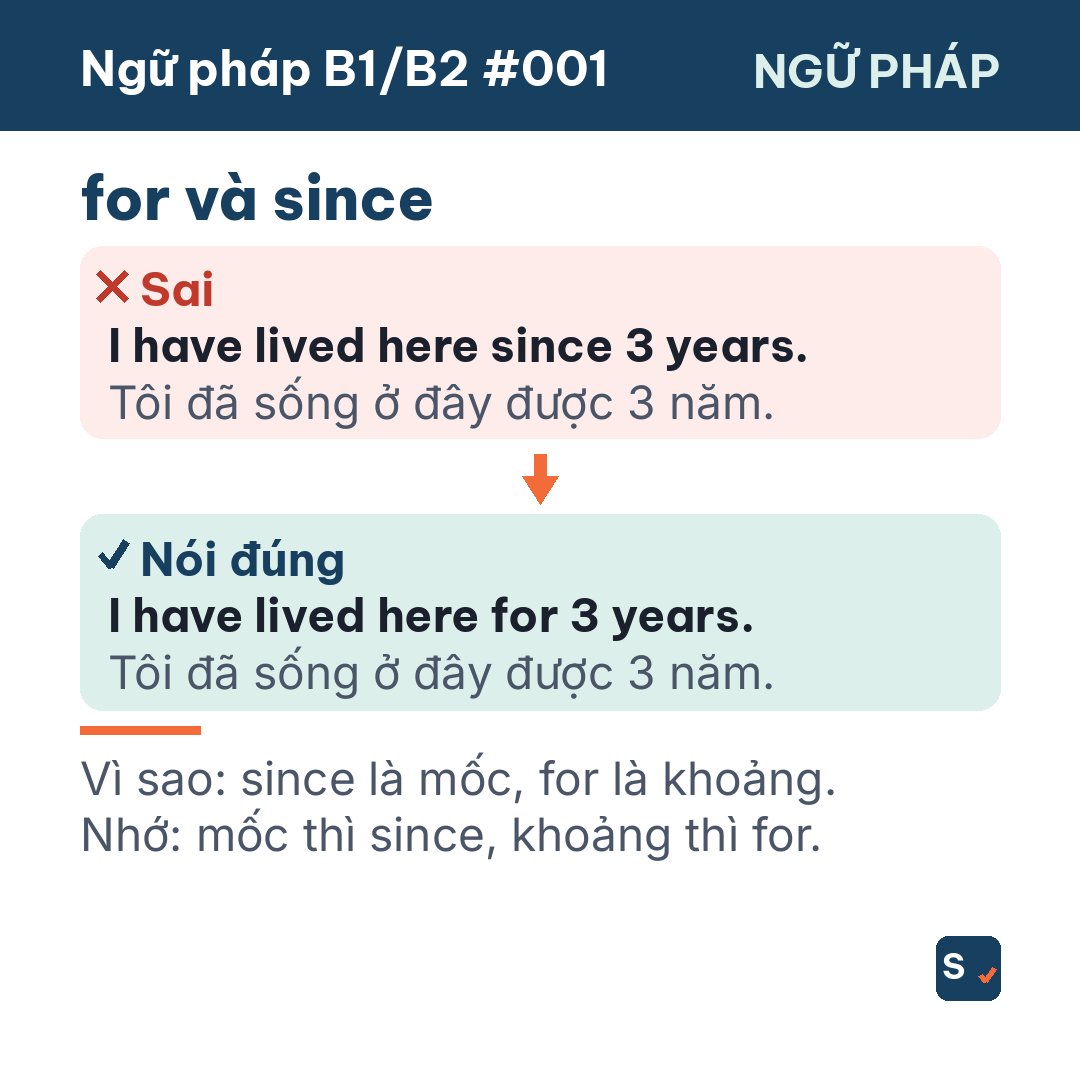 Ngữ pháp B1/B2 #001
NGỮ PHÁP
for và since
Sai
I have lived here since 3 years.
Tôi đã sống ở đây được 3 năm.
Nói đúng
I have lived here for 3 years.
Tôi đã sống ở đây được 3 năm.
Vì sao: since là mốc, for là khoảng.
Nhớ: mốc thì since, khoảng thì for.
S